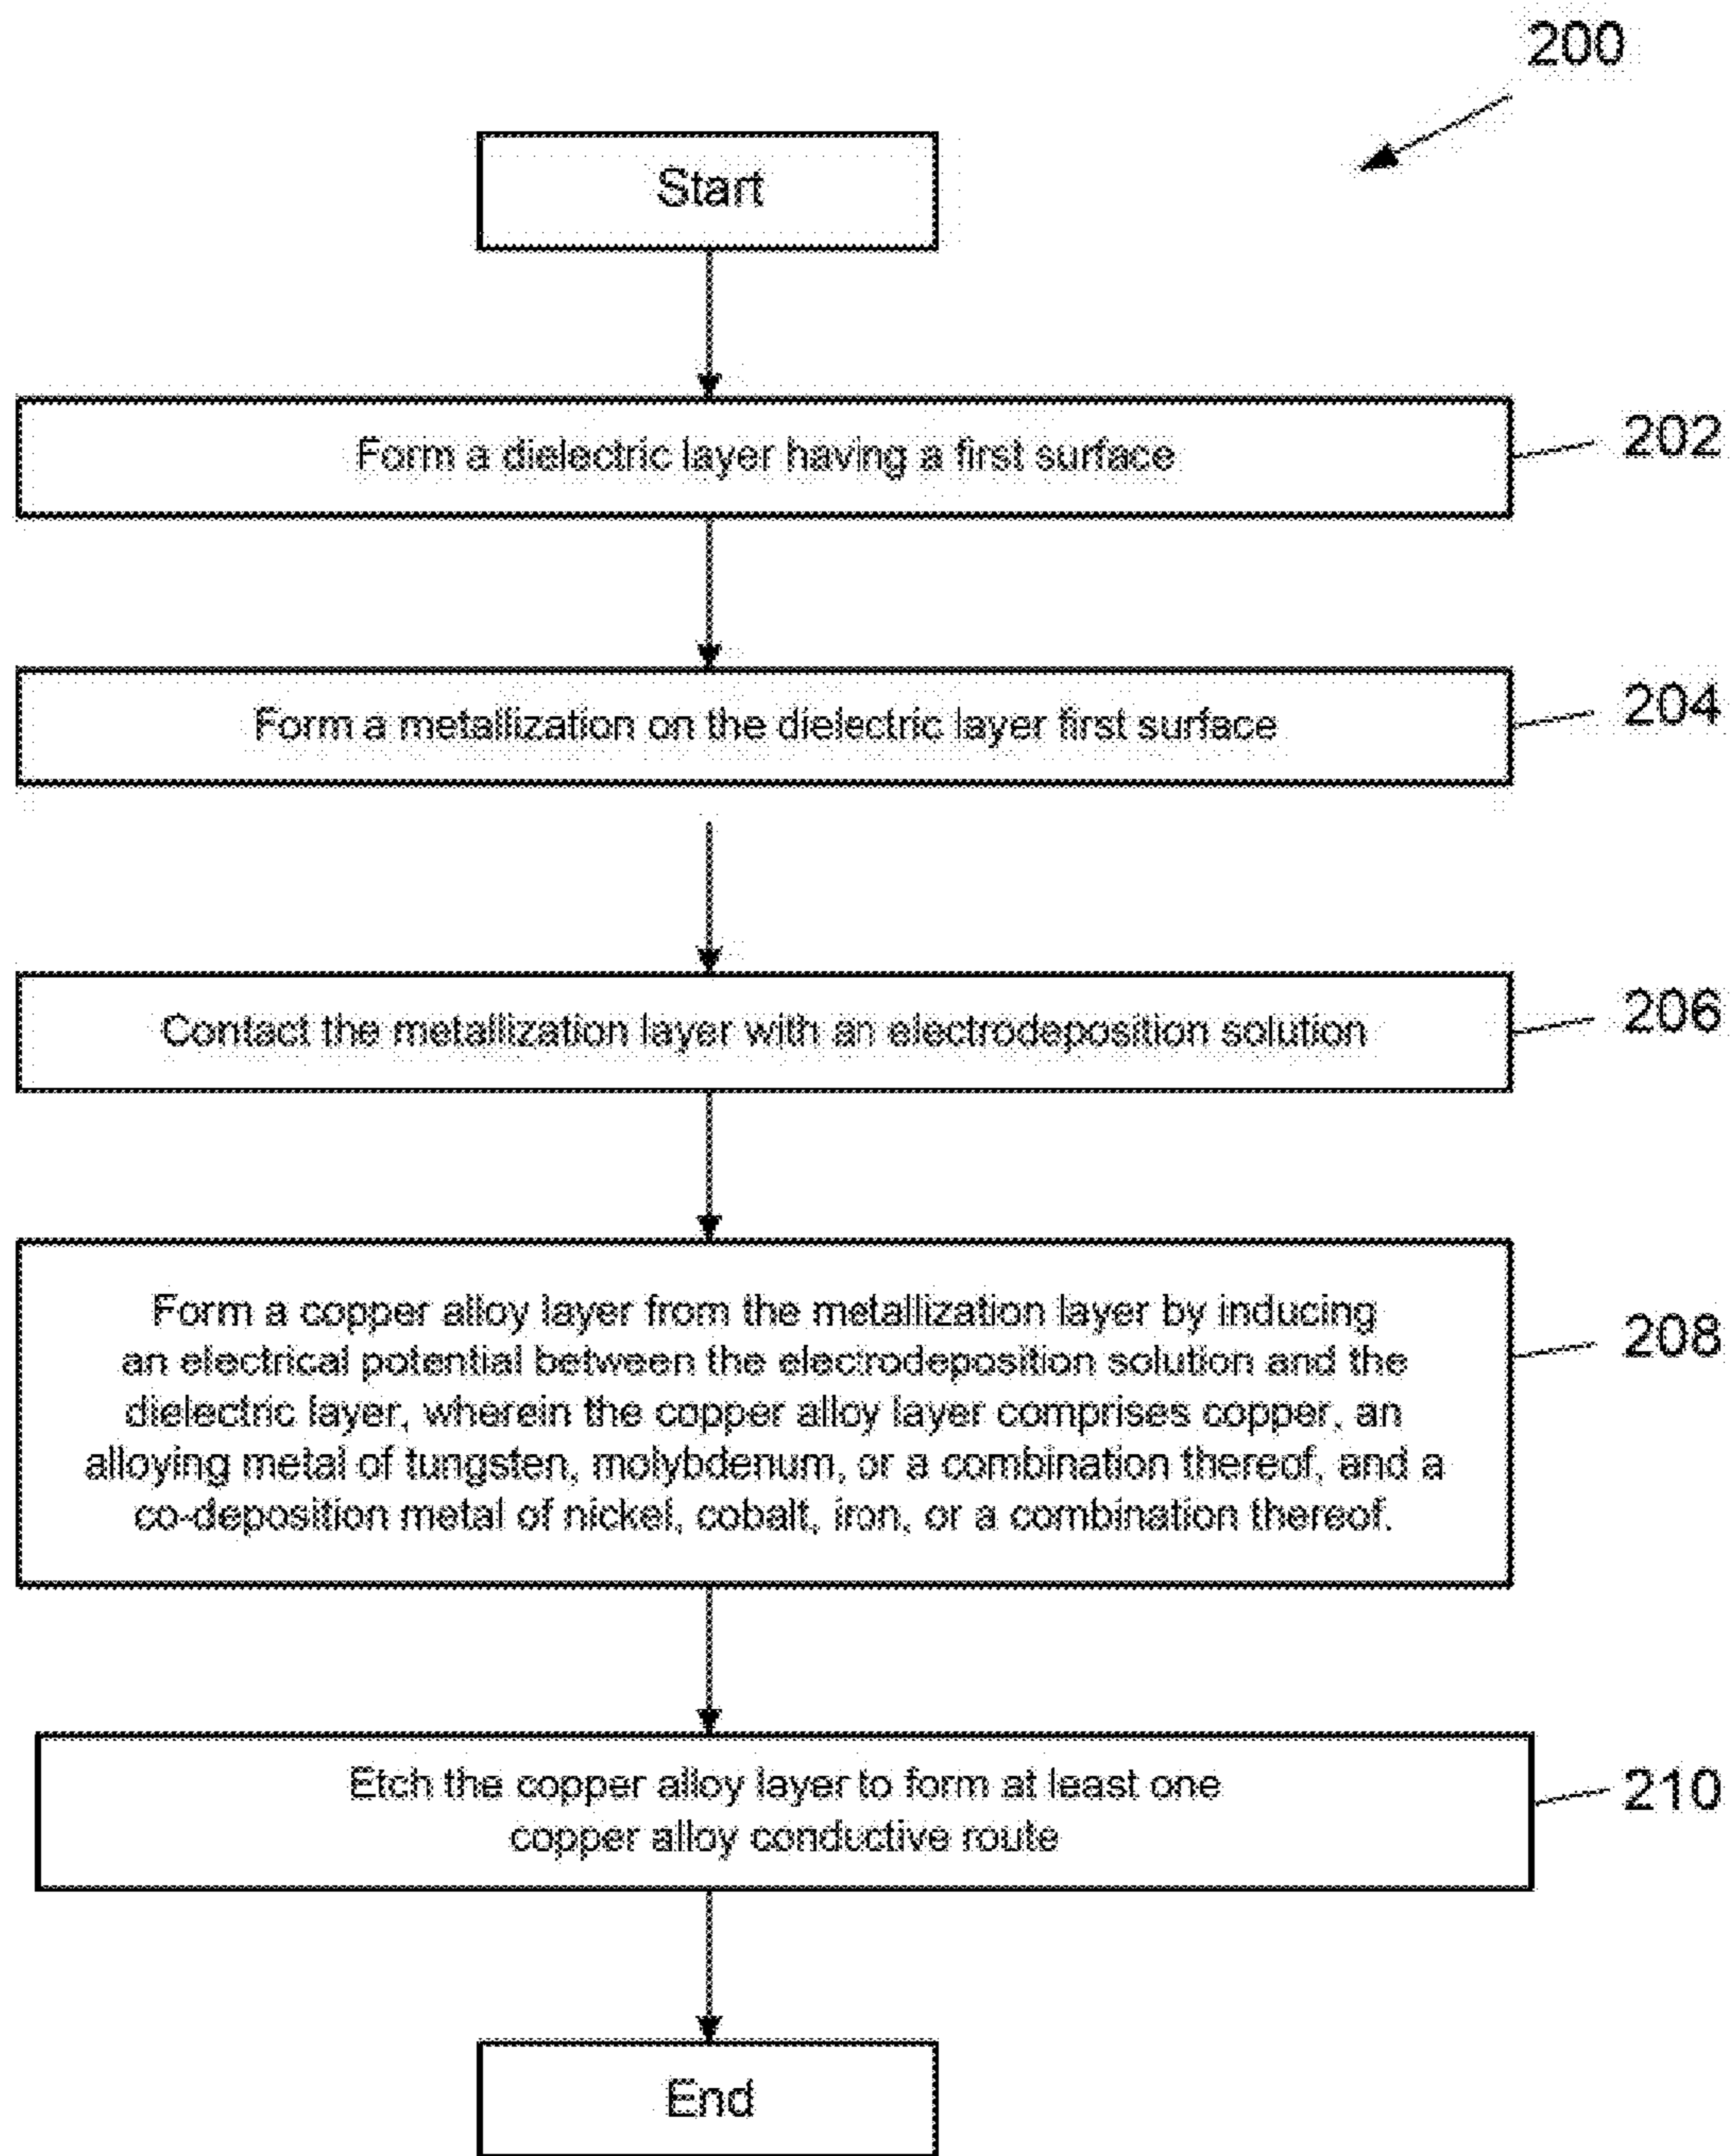 200
Start
Form a dielectric layer having a first surface
202
Form a metallization on the dielectric layer first surface
204
Contact the metallization layer with an electrodeposition solution
206
Form a copper alloy layer from the metallization layer by inducing
an electrical potential between the electrodeposition solution and the
dielectric layer, wherein the copper alloy layer comprises copper, an
alloying metal of tungsten, molybdenum, or a combination thereof, and a
co-deposition metal of nickel, cobalt, iron, or a combination thereof.
208
Etch the copper alloy layer to form at least one
copper alloy conductive route
210
End